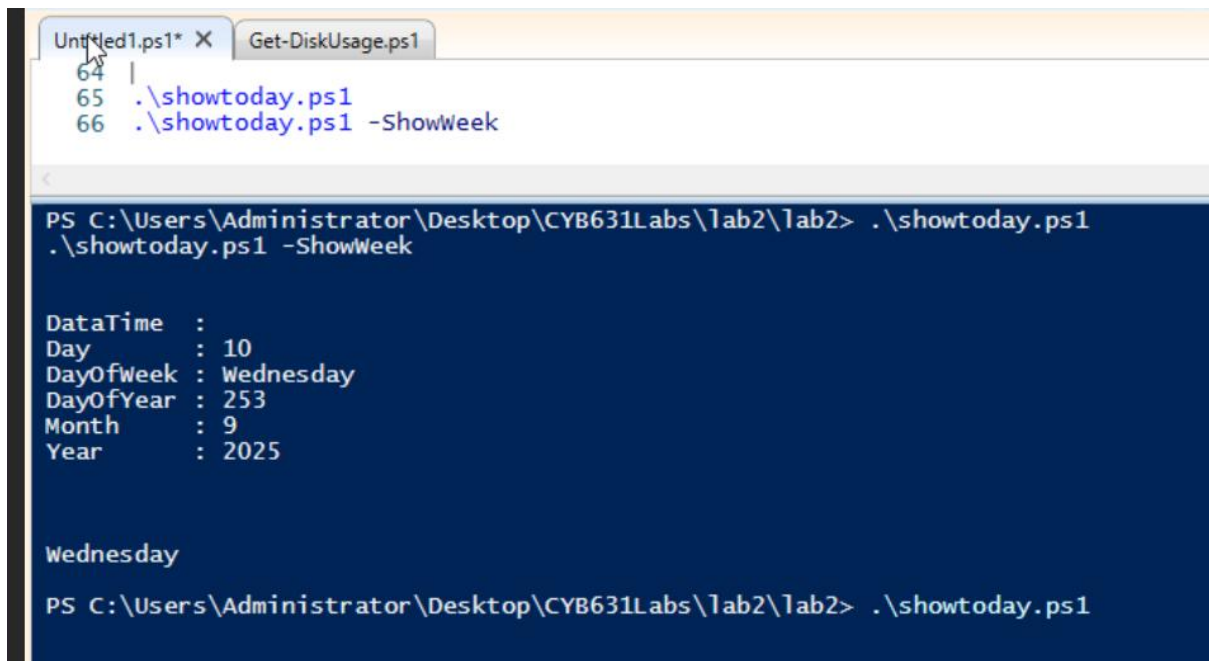 Untitled1.ps1* X Get-DiskUsage.ps1
64
65 .\showtoday.ps1
66 .\showtoday.ps1 -ShowWeek
PS C:\Users\Administrator\Desktop\CYB631Labs\lab2\lab2> .\showtoday.ps1
.\showtoday.ps1 -ShowWeek
DataTime :
Day : 10
DayOfWeek : Wednesday
DayOfYear : 253
Month : 9
Year : 2025
Wednesday
PS C:\Users\Administrator\Desktop\CYB631Labs\lab2\lab2> .\showtoday.ps1